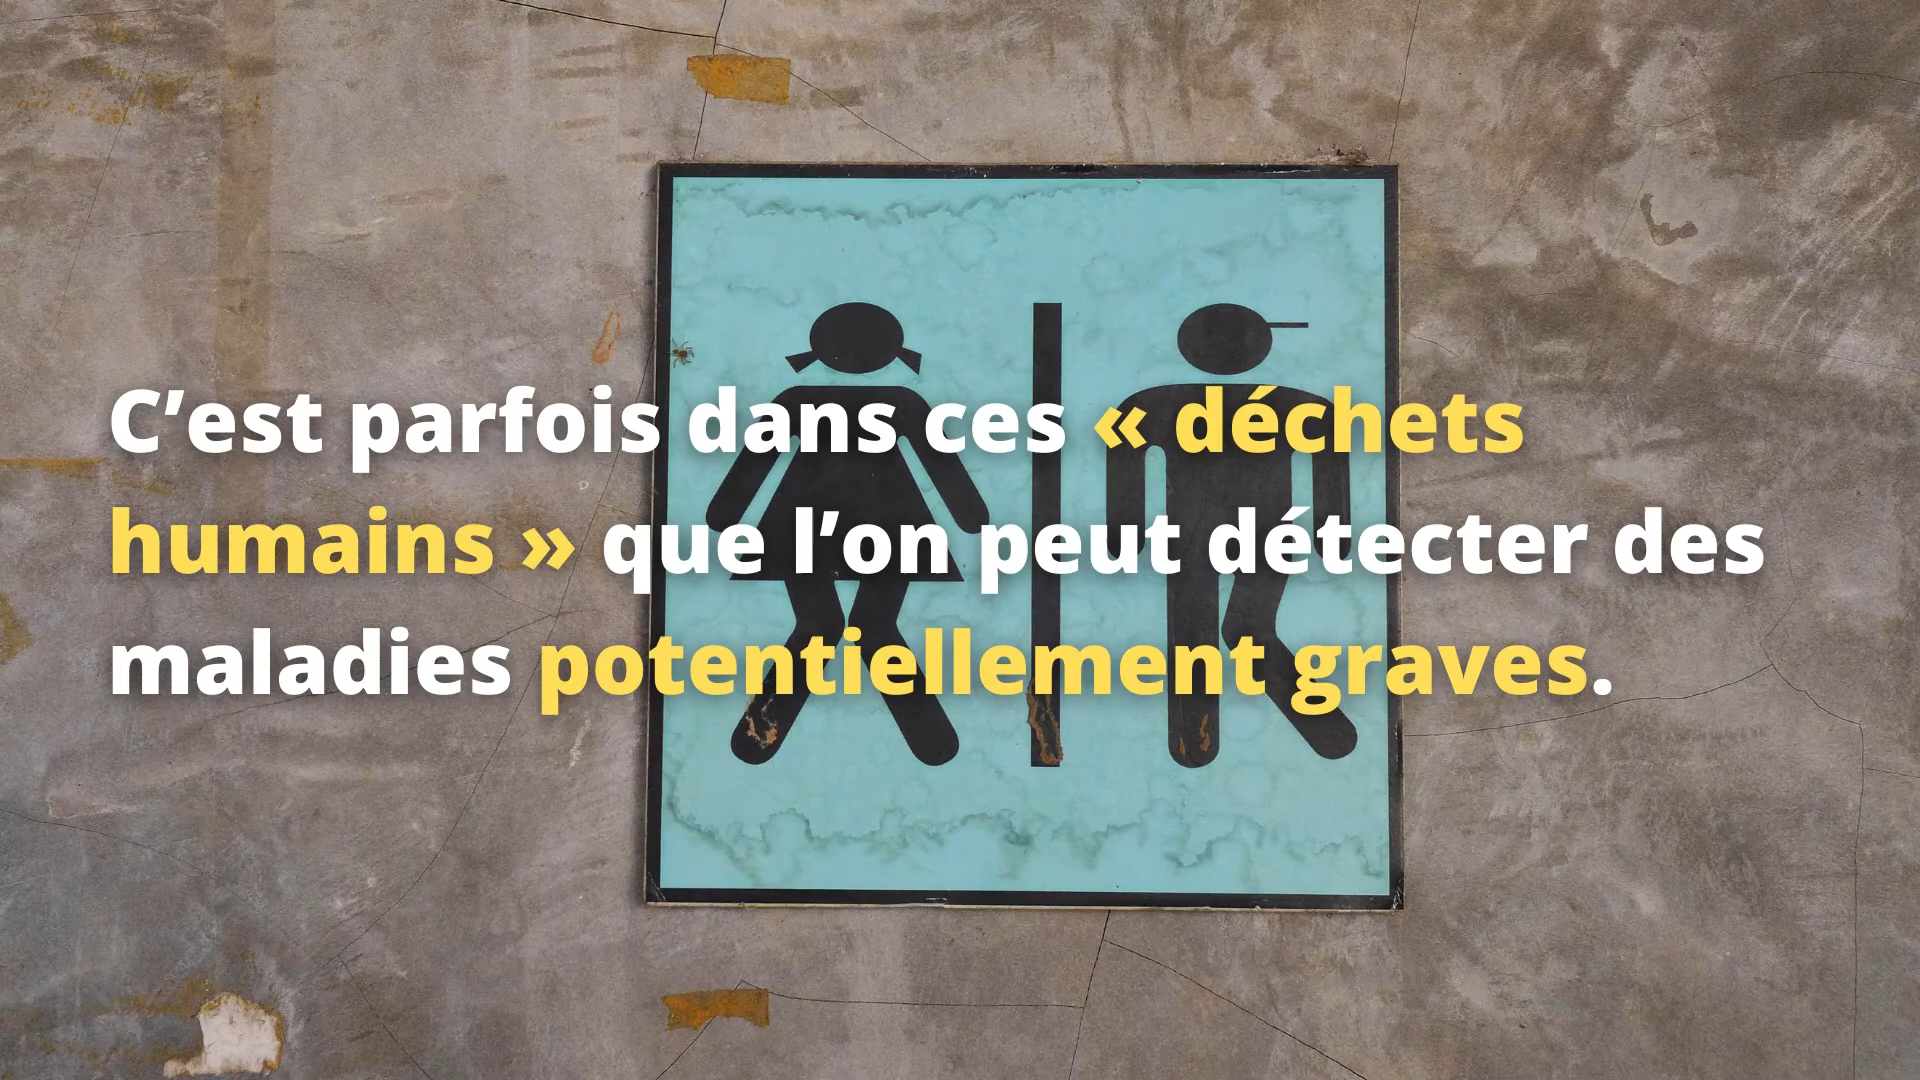 C’est parfois dans ces « déchets
humains » que l’on peut détecter des
maladies potentiellement graves.